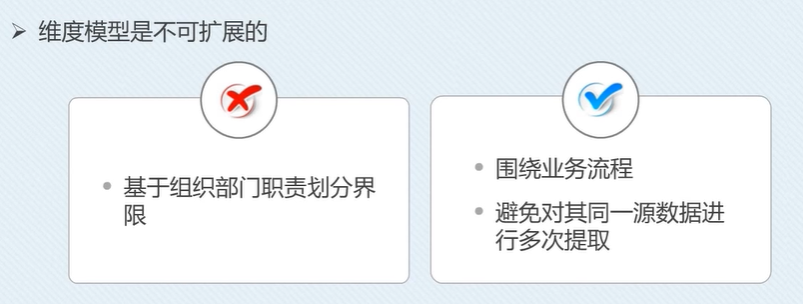 维度模型是不可扩展的
基于组织部门职责划分界
限
围绕业务流程
避免对其同一源数据进
行多次提取